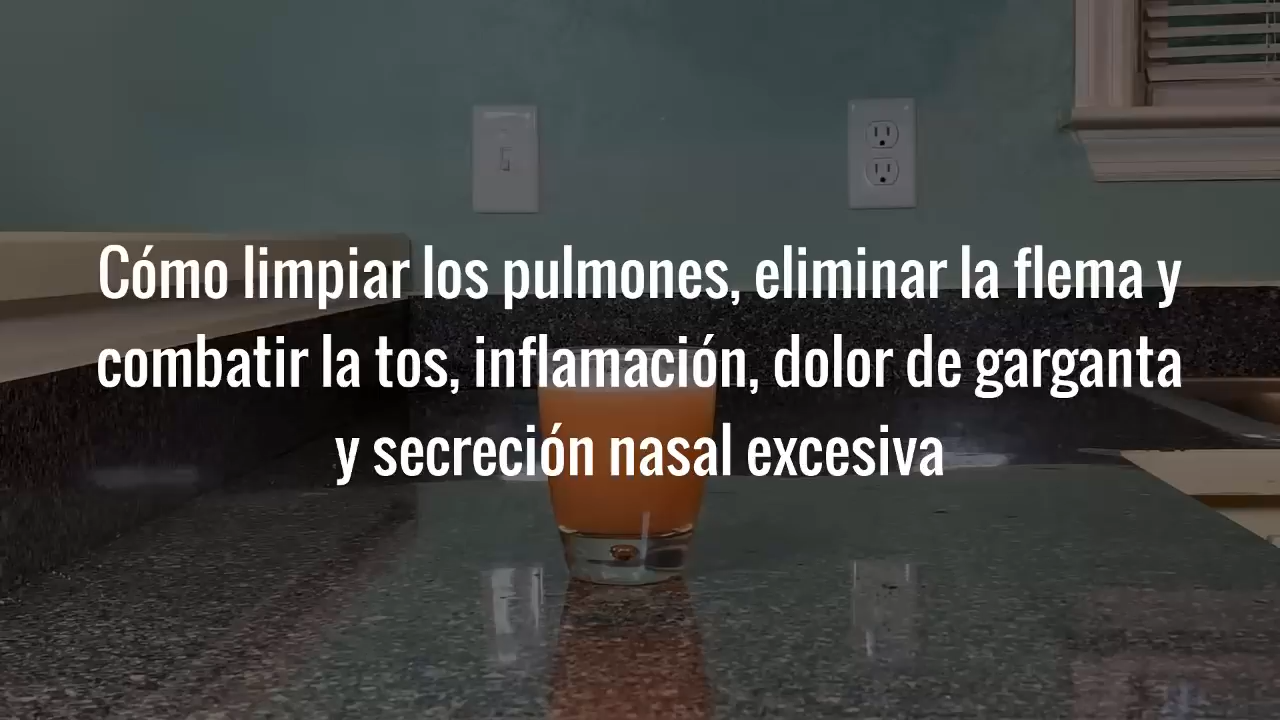 Cómo limpiar los pulmones, eliminar la flema y
combatir la tos, inflamación, dolor de garganta
y secreción nasal excesiva